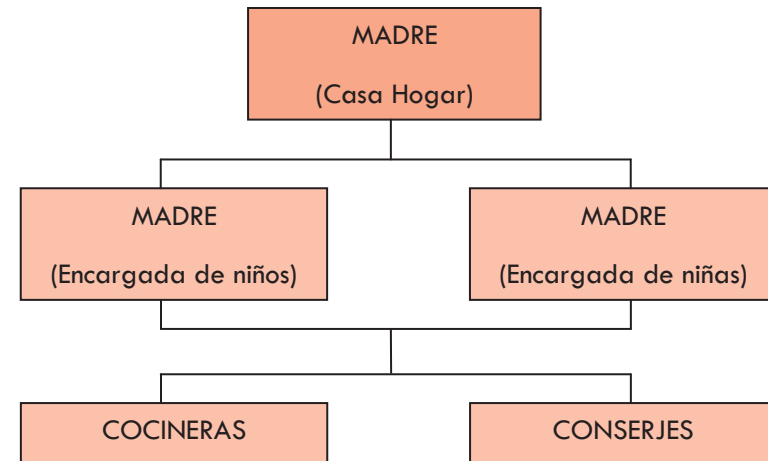 MADRE
(Casa Hogar)
MADRE
(Encargada de niños)
MADRE
(Encargada de niñas)
COCINERAS
CONSERJES